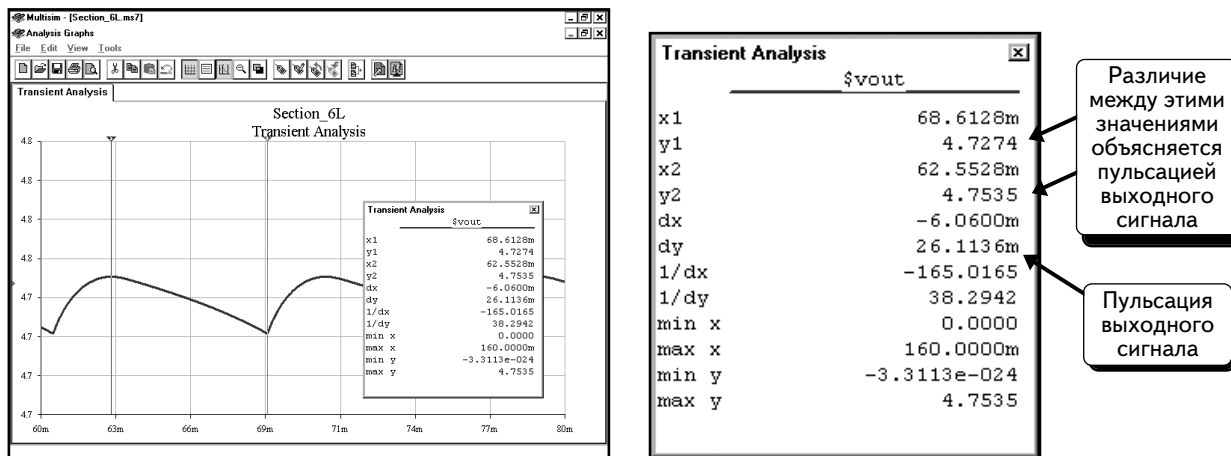 Multisim - [Section_6L.ms7]
Analysis Graphs
File Edit View Tools
Transient Analysis
Section_6L
Transient Analysis
4.8
4.8
4.8
4.8
4.7
4.7
4.7
4.7
60m 63m 66m 69m 71m 74m 77m 80m
Transient Analysis
$vout
x1 68.6128m
y1 4.7274
x2 62.5528m
y2 4.7535
dx -6.0600m
dy 26.1136m
1/dx -165.0165
1/dy 38.2942
min x 0.0000
max x 160.0000m
min y -3.3113e-024
max y 4.7535
Transient Analysis
$vout
x1 68.6128m
y1 4.7274
x2 62.5528m
y2 4.7535
dx -6.0600m
dy 26.1136m
1/dx -165.0165
1/dy 38.2942
min x 0.0000
max x 160.0000m
min y -3.3113e-024
max y 4.7535
Различие
между этими
значениями
объясняется
пульсацией
выходного
сигнала
Пульсация
выходного
сигнала